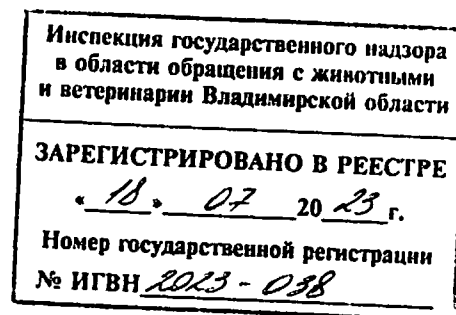 Инспекция государственного надзора
в области обращения с животными
и ветеринарии Владимирской области
ЗАРЕГИСТРИРОВАНО В РЕЕСТРЕ
« 18 » 07 20 23 г.
Номер государственной регистрации
№ ИГВН 2023 - 038